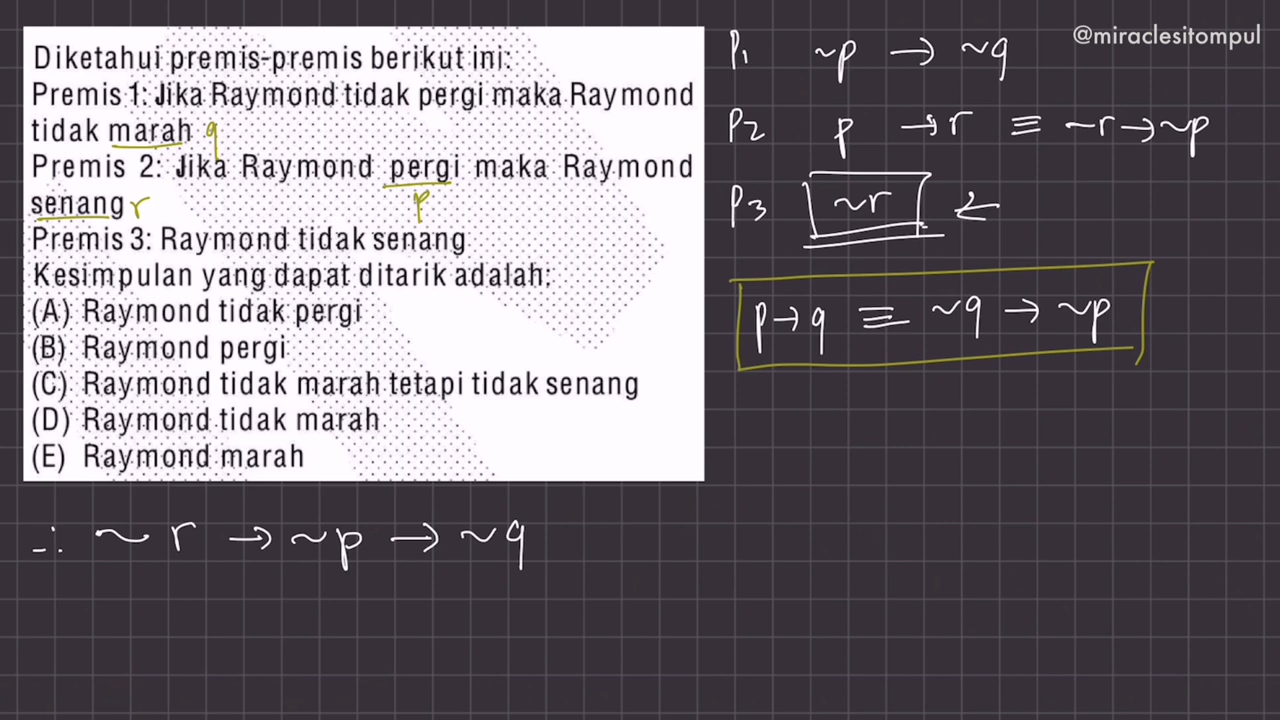 @miraclesitompul
Diketahui premis-premis berikut ini:
Premis 1: Jika Raymond tidak pergi maka Raymond
tidak marah q
Premis 2: Jika Raymond pergi maka Raymond
senang r p
Premis 3: Raymond tidak senang
Kesimpulan yang dapat ditarik adalah:
(A) Raymond tidak pergi
(B) Raymond pergi
(C) Raymond tidak marah tetapi tidak senang
(D) Raymond tidak marah
(E) Raymond marah
P1 ~p → ~q
P2 p → r ≡ ~r → ~p
P3 ~r ←
p → q ≡ ~q → ~p
∴ ~r → ~p → ~q